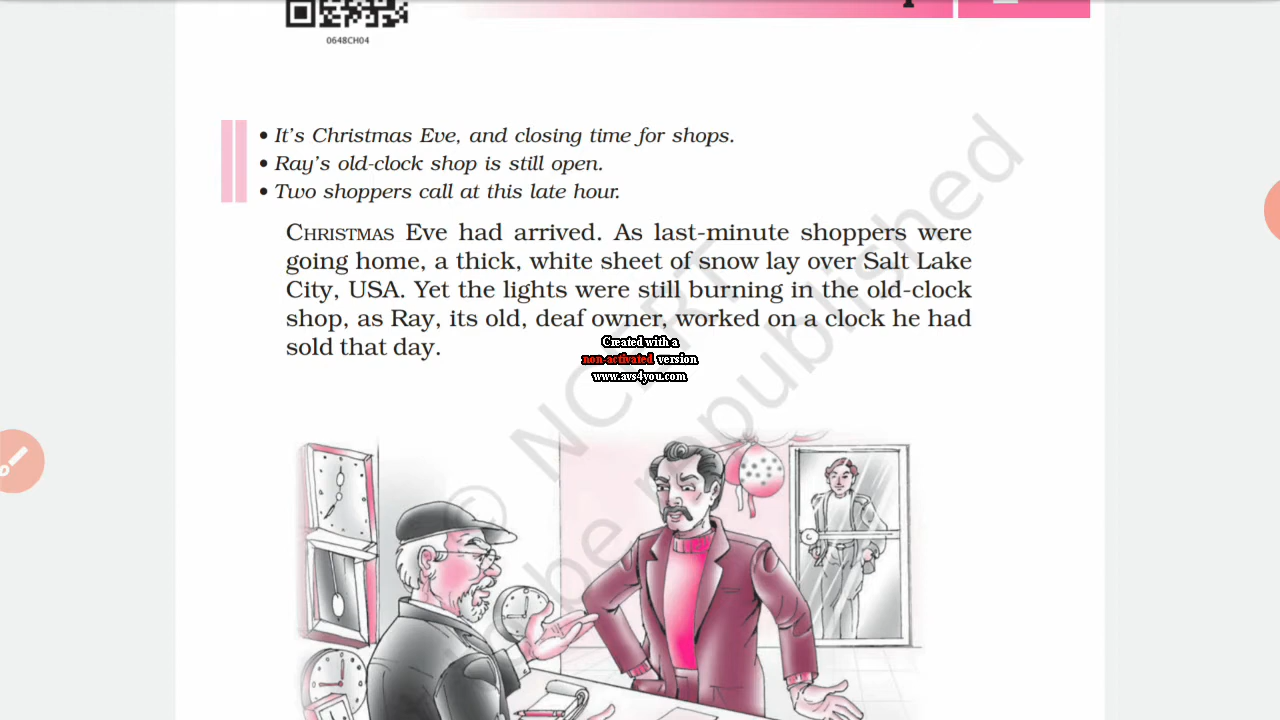 0648CH04
• It's Christmas Eve, and closing time for shops.
• Ray's old-clock shop is still open.
• Two shoppers call at this late hour.
CHRISTMAS Eve had arrived. As last-minute shoppers were
going home, a thick, white sheet of snow lay over Salt Lake
City, USA. Yet the lights were still burning in the old-clock
shop, as Ray, its old, deaf owner, worked on a clock he had
sold that day.
Created with a
non-activated version
www.avs4you.com
© NCERT
be republished